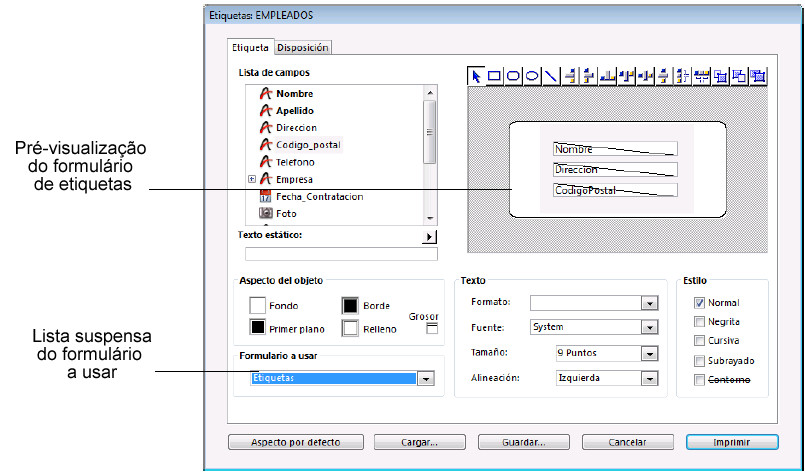 Etiquetas: EMPLEADOS
Etiqueta
Disposición
Lista de campos
Nombre
Apellido
Direccion
Codigo_postal
Telefono
Empresa
Fecha_Contratacion
Foto
Nombre
Direccion
CodigoPostal
Pré-visualização
do formulário
de etiquetas
Texto estático:
Aspecto del objeto
Fondo
Borde
Grosor
Primer plano
Relleno
Formulario a usar
Etiquetas
Lista suspensa
do formulário
a usar
Texto
Formato:
Fuente:
System
Tamaño:
9 Puntos
Alineación:
Izquierda
Estilo
Normal
Negrita
Cursiva
Subrayado
Contorno
Aspecto por defecto
Cargar...
Guardar...
Cancelar
Imprimir